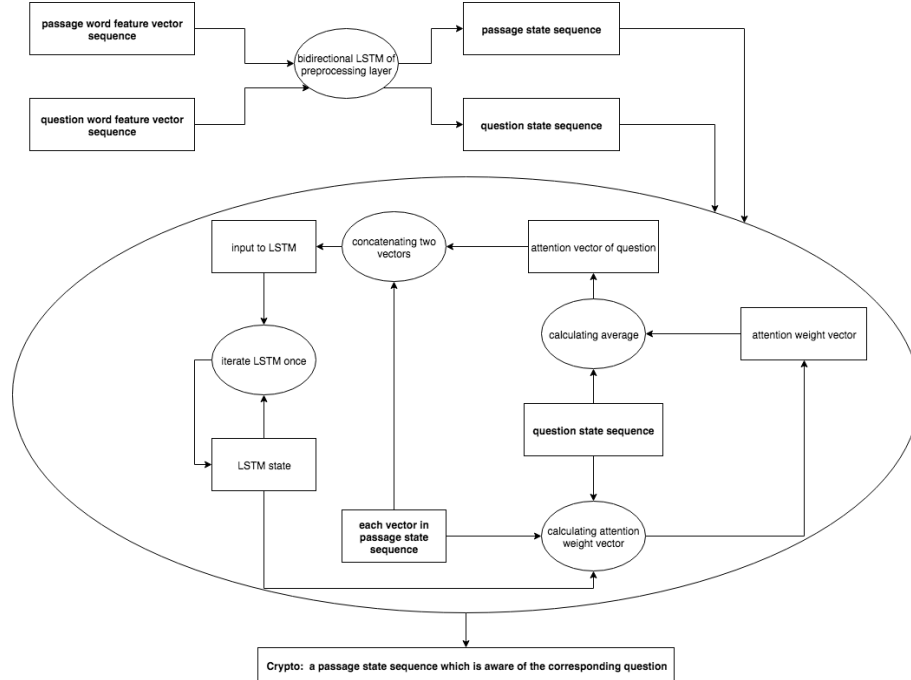 passage word feature vector
sequence
passage state sequence
bidirectional LSTM of
preprocessing layer
question word feature vector
sequence
question state sequence
input to LSTM
concatenating two
vectors
attention vector of question
iterate LSTM once
calculating average
attention weight vector
question state sequence
LSTM state
each vector in
passage state
sequence
calculating attention
weight vector
Crypto: a passage state sequence which is aware of the corresponding question